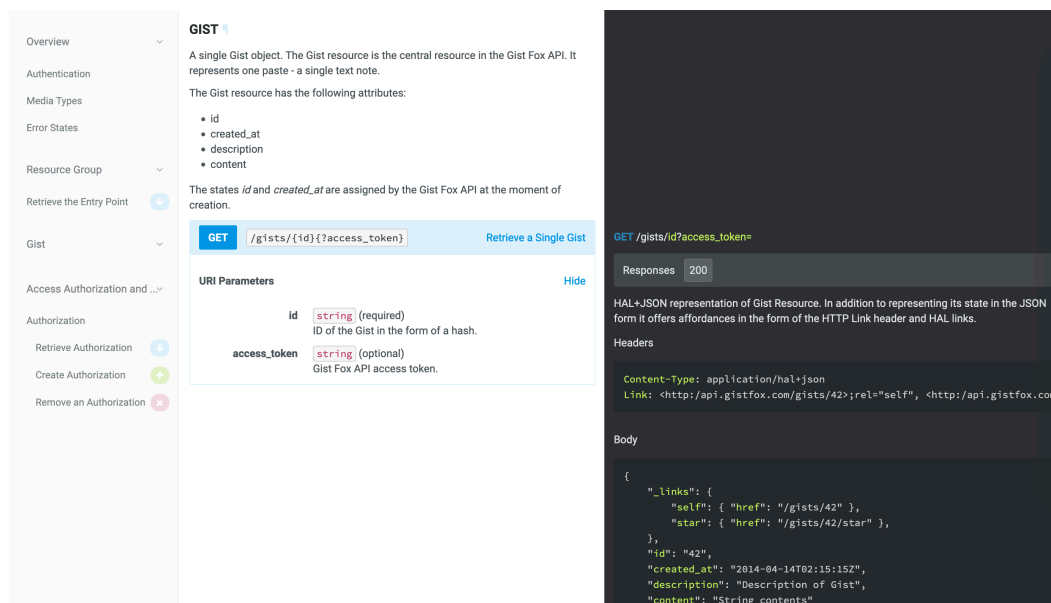 Overview
Authentication
Media Types
Error States
Resource Group
Retrieve the Entry Point
Gist
Access Authorization and ...
Authorization
Retrieve Authorization
Create Authorization
Remove an Authorization
GIST
A single Gist object. The Gist resource is the central resource in the Gist Fox API. It
represents one paste - a single text note.
The Gist resource has the following attributes:
• id
• created_at
• description
• content
The states id and created_at are assigned by the Gist Fox API at the moment of
creation.
GET /gists/{id}{?access_token} Retrieve a Single Gist
URI Parameters Hide
id string (required)
ID of the Gist in the form of a hash.
access_token string (optional)
Gist Fox API access token.
GET /gists/id?access_token=
Responses 200
HAL+JSON representation of Gist Resource. In addition to representing its state in the JSON
form it offers affordances in the form of the HTTP Link header and HAL links.
Headers
Content-Type: application/hal+json
Link: <http:/api.gistfox.com/gists/42>;rel="self", <http:/api.gistfox.co
Body
{
"_links": {
"self": { "href": "/gists/42" },
"star": { "href": "/gists/42/star" },
},
"id": "42",
"created_at": "2014-04-14T02:15:15Z",
"description": "Description of Gist",
"content": "String contents"